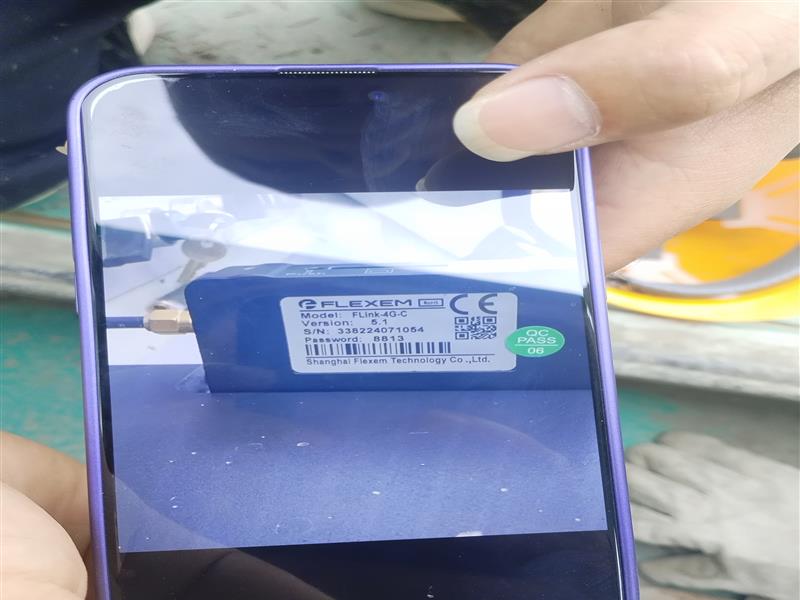 FLEXEM RoHS CE
Model: FLink-4G-C
Version: 5.1
S/N: 338224071054
Password: 8813
Shanghai Flexem Technology Co.,Ltd.
QC
PASS
06